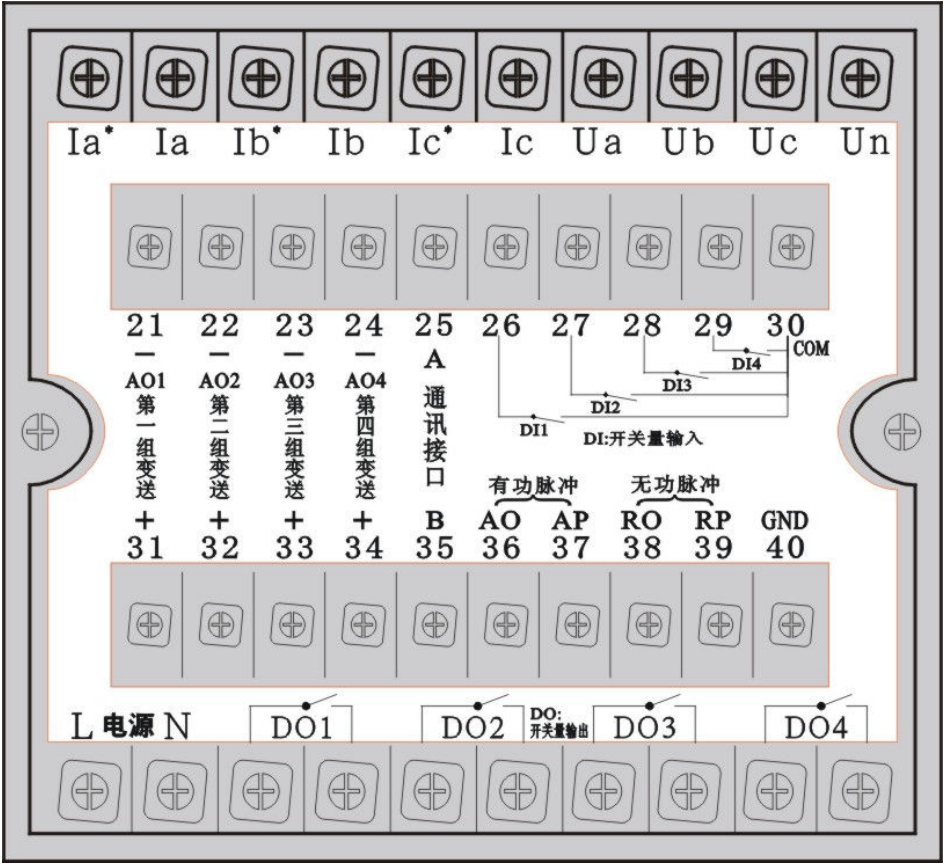 Ia* Ia Ib* Ib Ic* Ic Ua Ub Uc Un
21 22 23 24 25 26 27 28 29 30
− − − − A COM
AO1 AO2 AO3 AO4
第一组变送
第二组变送
第三组变送
第四组变送
通讯接口
DI4
DI3
DI2
DI1
DI:开关量输入
有功脉冲 无功脉冲
+ + + + B AO AP RO RP GND
31 32 33 34 35 36 37 38 39 40
L 电源 N DO1 DO2 DO: DO3 DO4
开关量输出